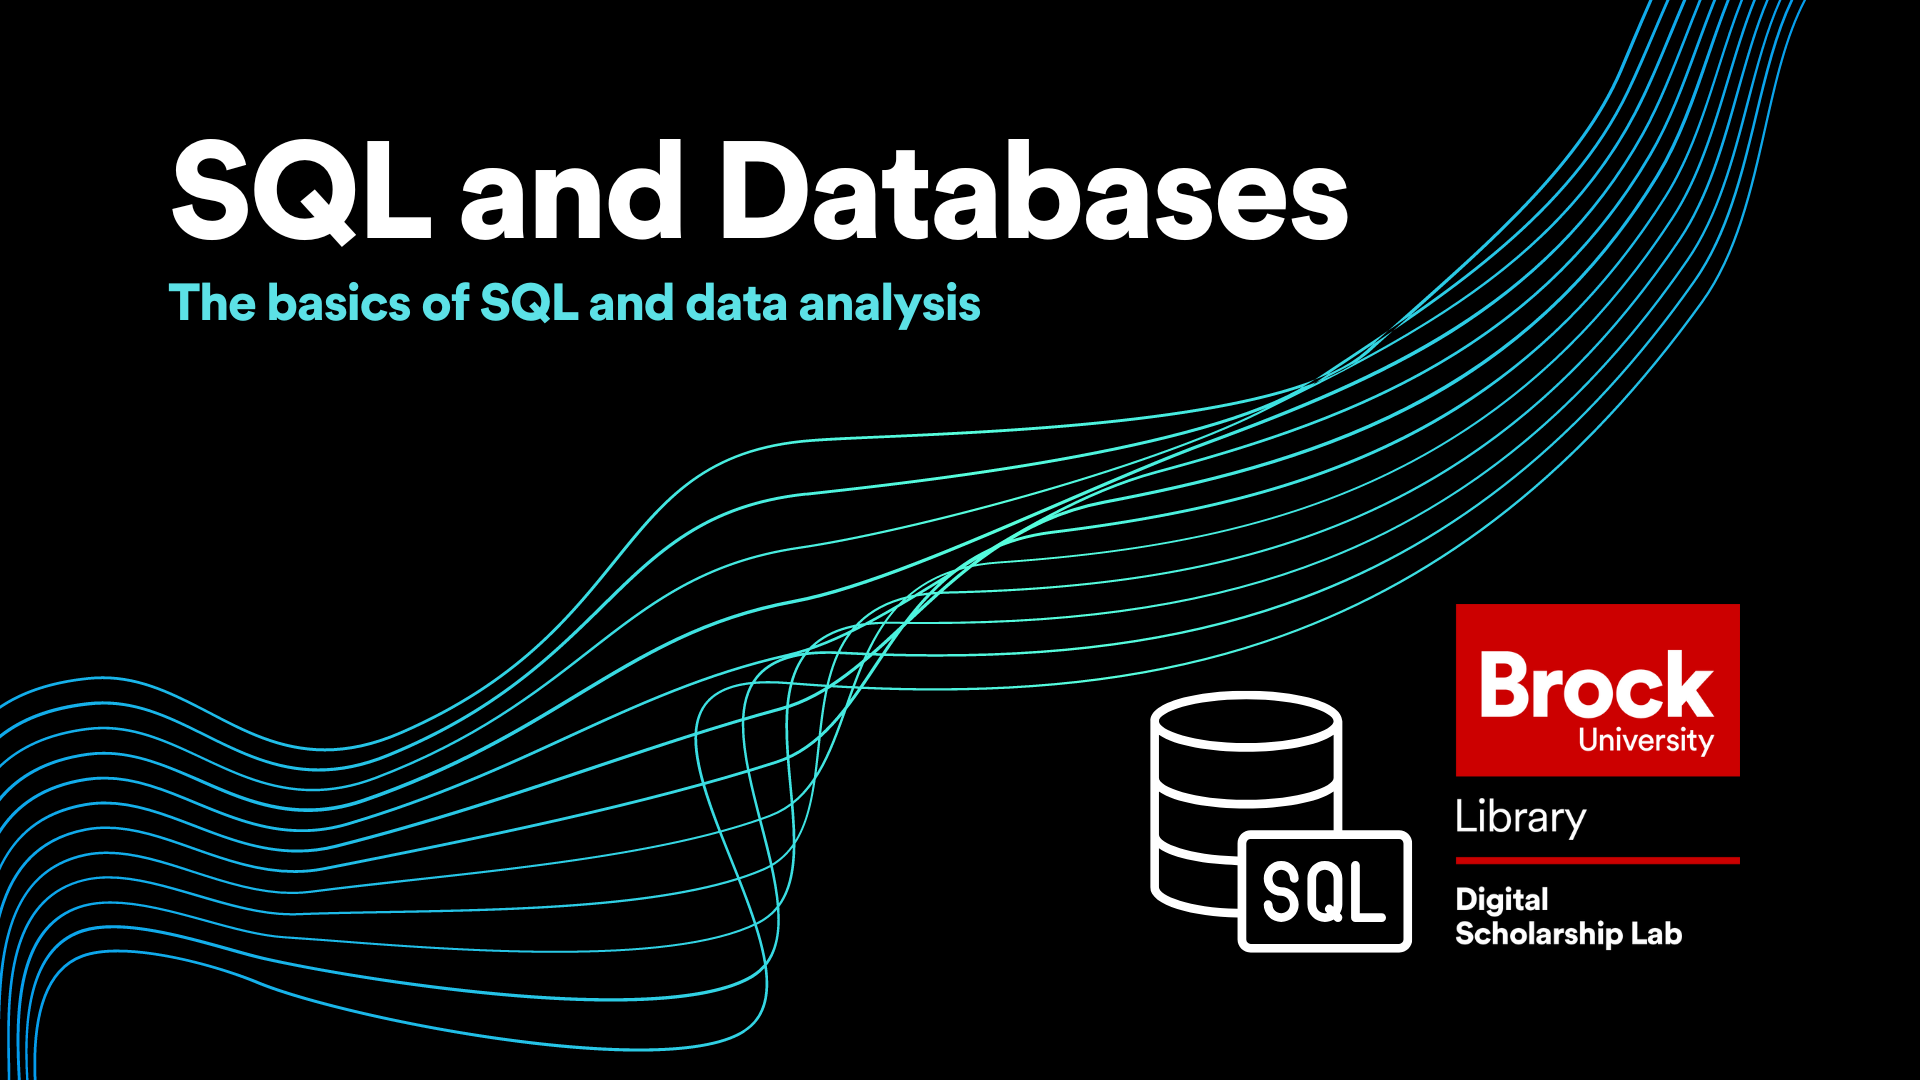 SQL and Databases
The basics of SQL and data analysis
Brock
University
Library
SQL
Digital
Scholarship Lab